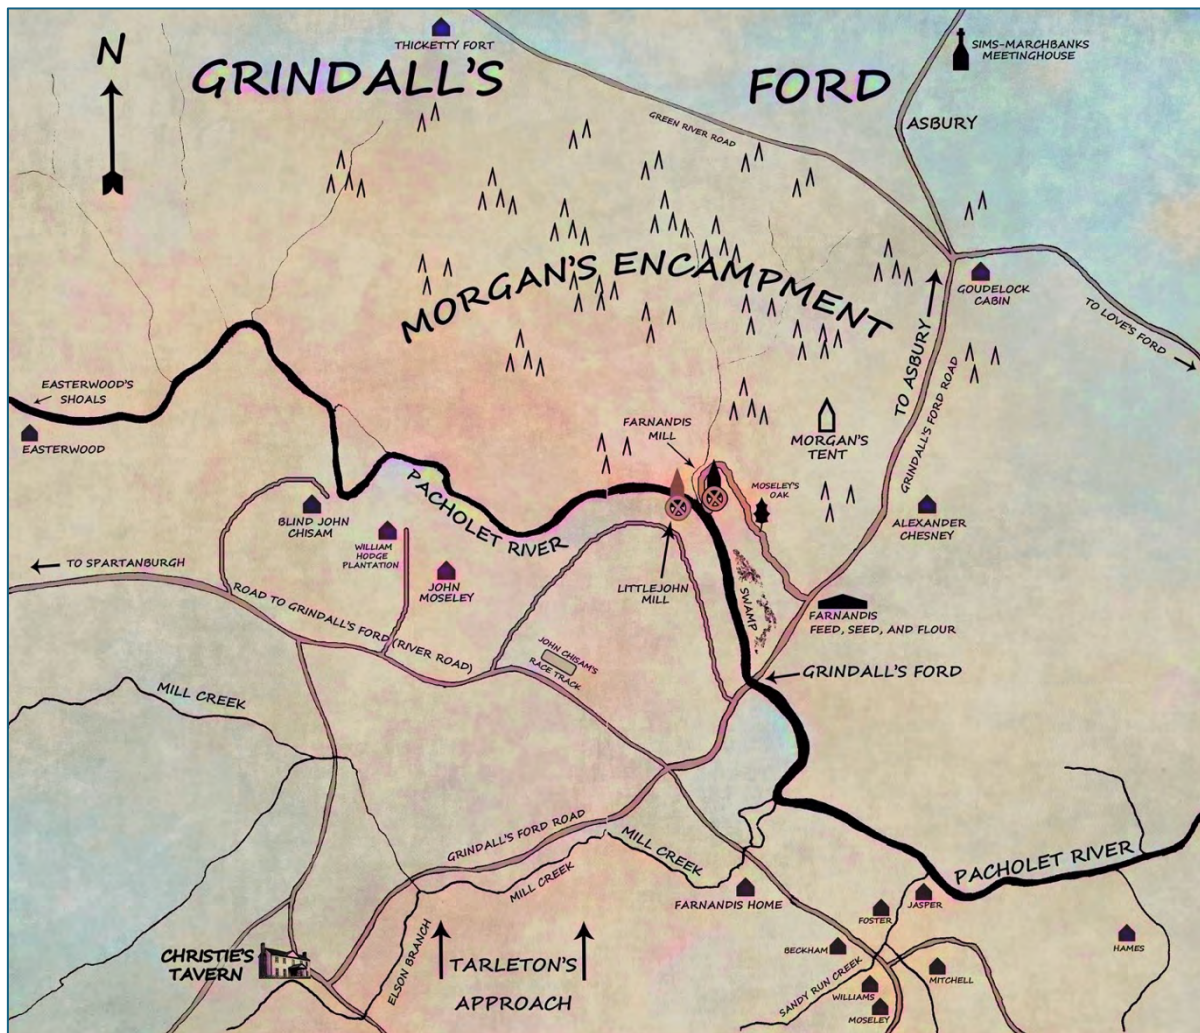 N
THICKETTY FORT
GRINDALL'S FORD
SIMS-MARCHBANKS
MEETINGHOUSE
ASBURY
GREEN RIVER ROAD
MORGAN'S ENCAMPMENT
GOUDELOCK
CABIN
TO LOVE'S FORD
TO ASBURY
GRINDALL'S FORD ROAD
EASTERWOOD'S
SHOALS
EASTERWOOD
FARNANDIS
MILL
MORGAN'S
TENT
MOSELEY'S
OAK
PACHOLET RIVER
BLIND JOHN
CHISAM
WILLIAM
HODGE
PLANTATION
JOHN
MOSELEY
ALEXANDER
CHESNEY
TO SPARTANBURGH
LITTLEJOHN
MILL
SWAMP
FARNANDIS
FEED, SEED, AND FLOUR
ROAD TO GRINDALL'S FORD (RIVER ROAD)
JOHN CHISAM'S
RACE TRACK
GRINDALL'S FORD
MILL CREEK
GRINDALL'S FORD ROAD
MILL CREEK
MILL CREEK
PACHOLET RIVER
FARNANDIS HOME
JASPER
FOSTER
HAMES
BECKHAM
MITCHELL
SANDY RUN CREEK
WILLIAMS
MOSELEY
CHRISTIE'S
TAVERN
ELSON BRANCH
TARLETON'S
APPROACH